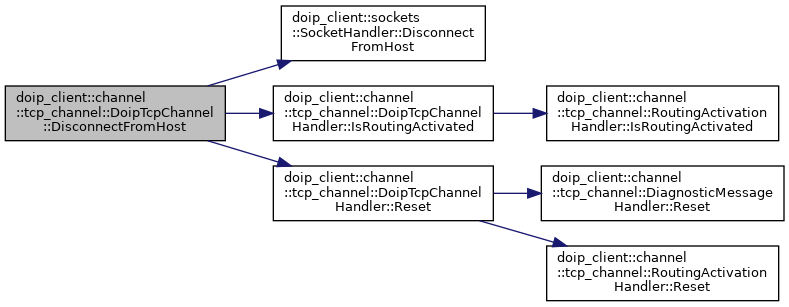 doip_client::sockets
::SocketHandler::Disconnect
FromHost
doip_client::channel
::tcp_channel::DoipTcpChannel
::DisconnectFromHost
doip_client::channel
::tcp_channel::DoipTcpChannel
Handler::IsRoutingActivated
doip_client::channel
::tcp_channel::RoutingActivation
Handler::IsRoutingActivated
doip_client::channel
::tcp_channel::DoipTcpChannel
Handler::Reset
doip_client::channel
::tcp_channel::DiagnosticMessage
Handler::Reset
doip_client::channel
::tcp_channel::RoutingActivation
Handler::Reset